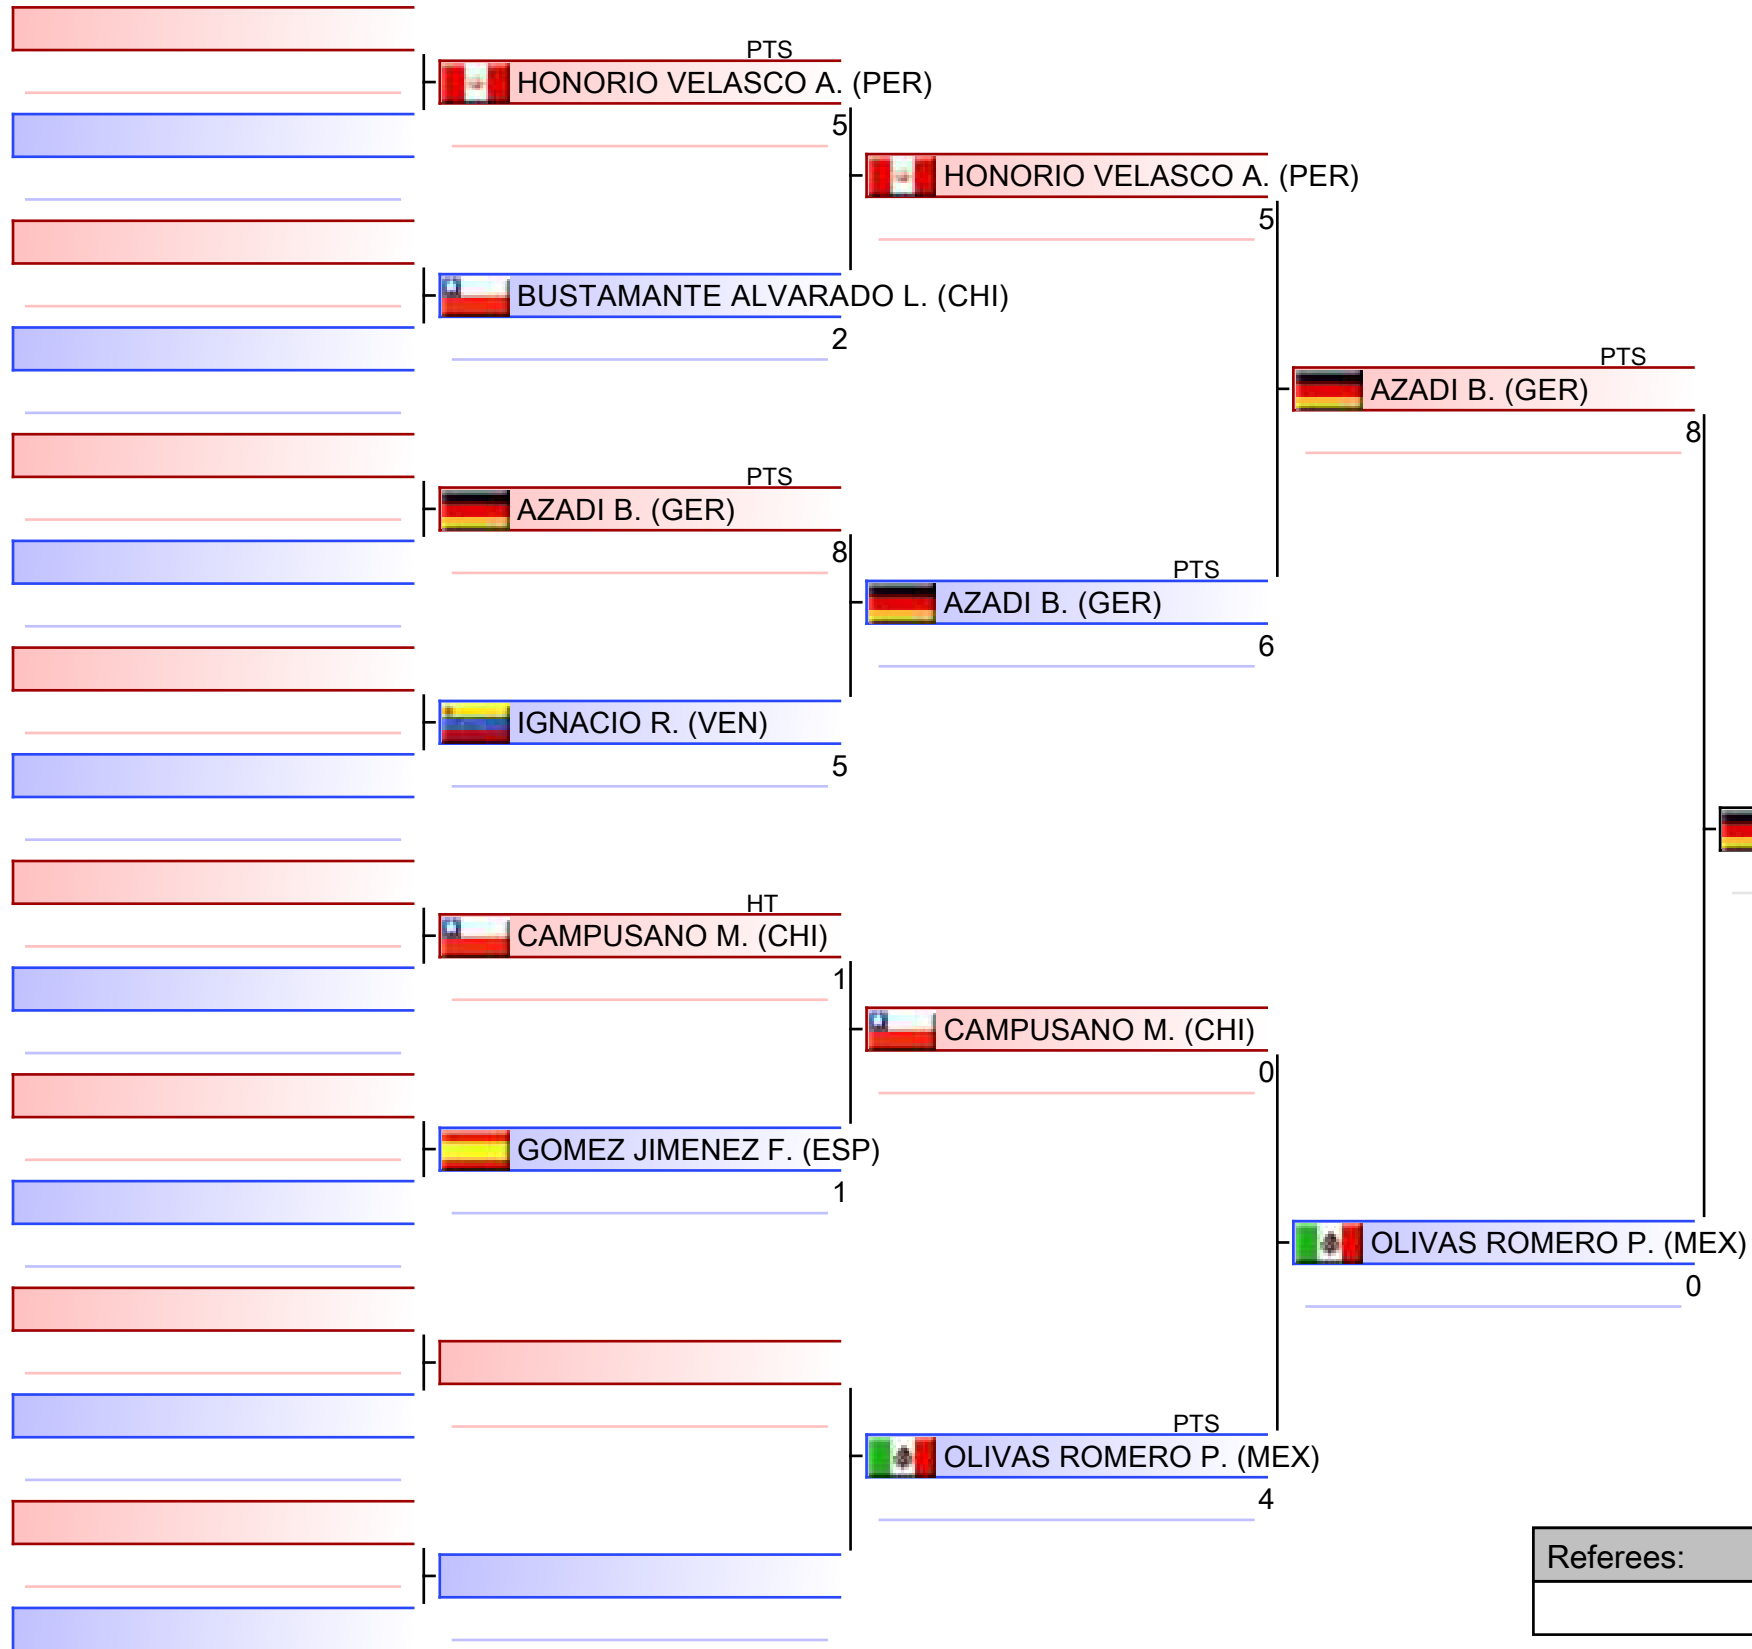 PTS
HONORIO VELASCO A. (PER)
5
HONORIO VELASCO A. (PER)
5
BUSTAMANTE ALVARADO L. (CHI)
2
PTS
AZADI B. (GER)
8
PTS
AZADI B. (GER)
8
PTS
AZADI B. (GER)
6
IGNACIO R. (VEN)
5
HT
CAMPUSANO M. (CHI)
1
CAMPUSANO M. (CHI)
0
GOMEZ JIMENEZ F. (ESP)
1
OLIVAS ROMERO P. (MEX)
0
PTS
OLIVAS ROMERO P. (MEX)
4
Referees: